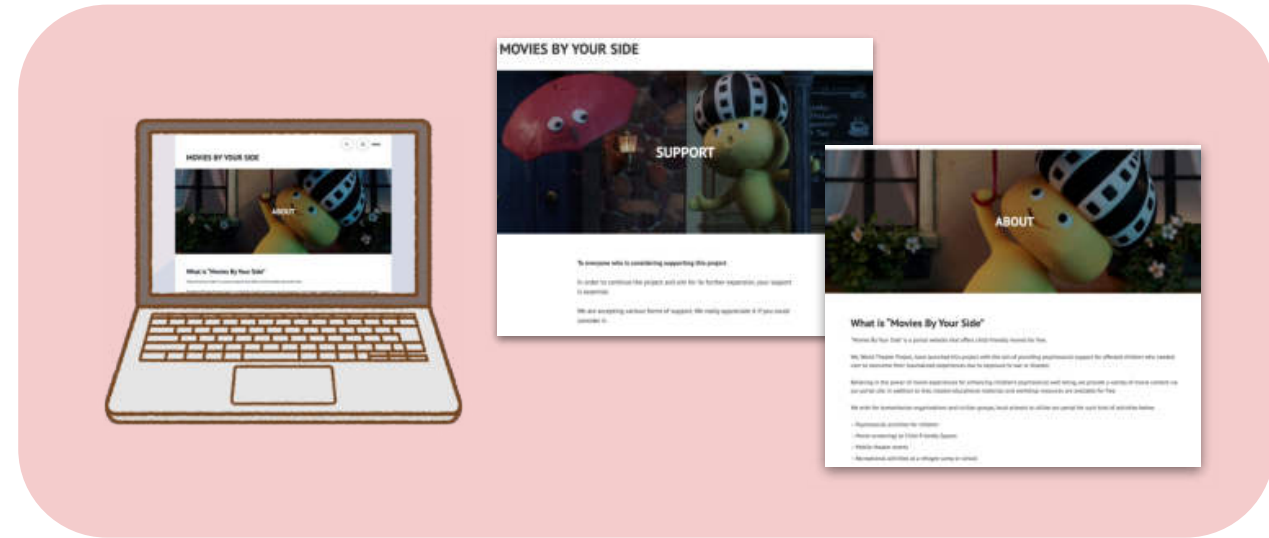 MOVIES BY YOUR SIDE
ABOUT
What is "Movies By Your Side"
MOVIES BY YOUR SIDE
SUPPORT
To everyone who is considering supporting this project
In order to continue the project and aim for its further expansion, your support
is essential.
We are accepting various forms of support. We really appreciate it if you could
consider it.
ABOUT
What is "Movies By Your Side"
"Movies By Your Side" is a portal website that offers child-friendly movies for free.
We, World Theater Project, have launched this project with the aim of providing psychosocial support for affected children who needed
care to overcome their traumatized experiences due to exposure to war or disaster.
Believing in the power of movie experiences for enhancing children's psychosocial well-being, we provide a variety of movie content via
our portal site. In addition to that, related educational materials and workshop resources are available for free.
We wish for humanitarian organizations and civilian groups, local activists to utilize our portal for such kind of activities below
- Psychosocial activities for children
- Movie screenings at Child Friendly Spaces
- Mobile theater events
- Recreational activities at a refugee camp or school